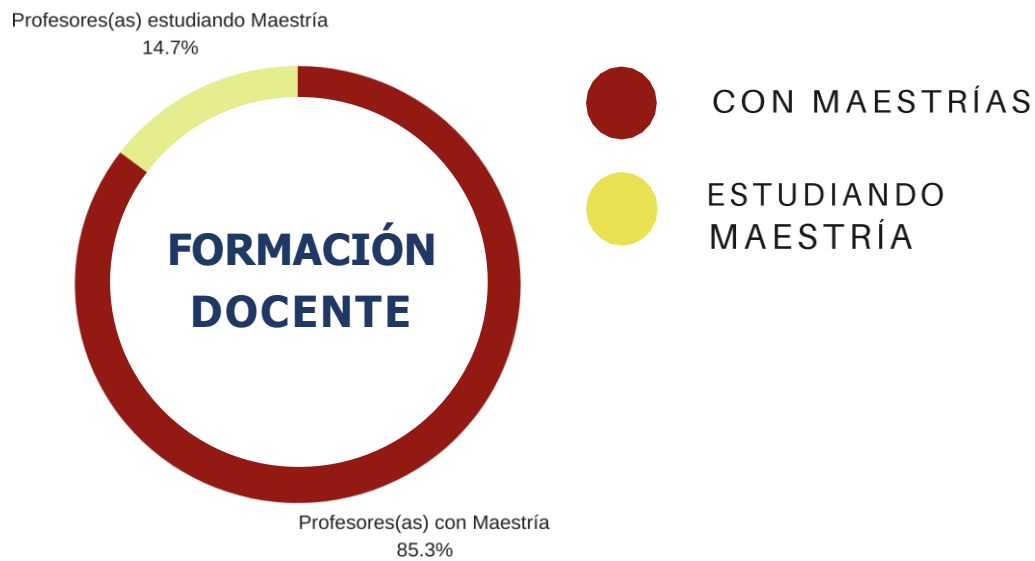 Profesores(as) estudiando Maestría
14.7%
FORMACIÓN
DOCENTE
Profesores(as) con Maestría
85.3%
CON MAESTRÍAS
ESTUDIANDO
MAESTRÍA